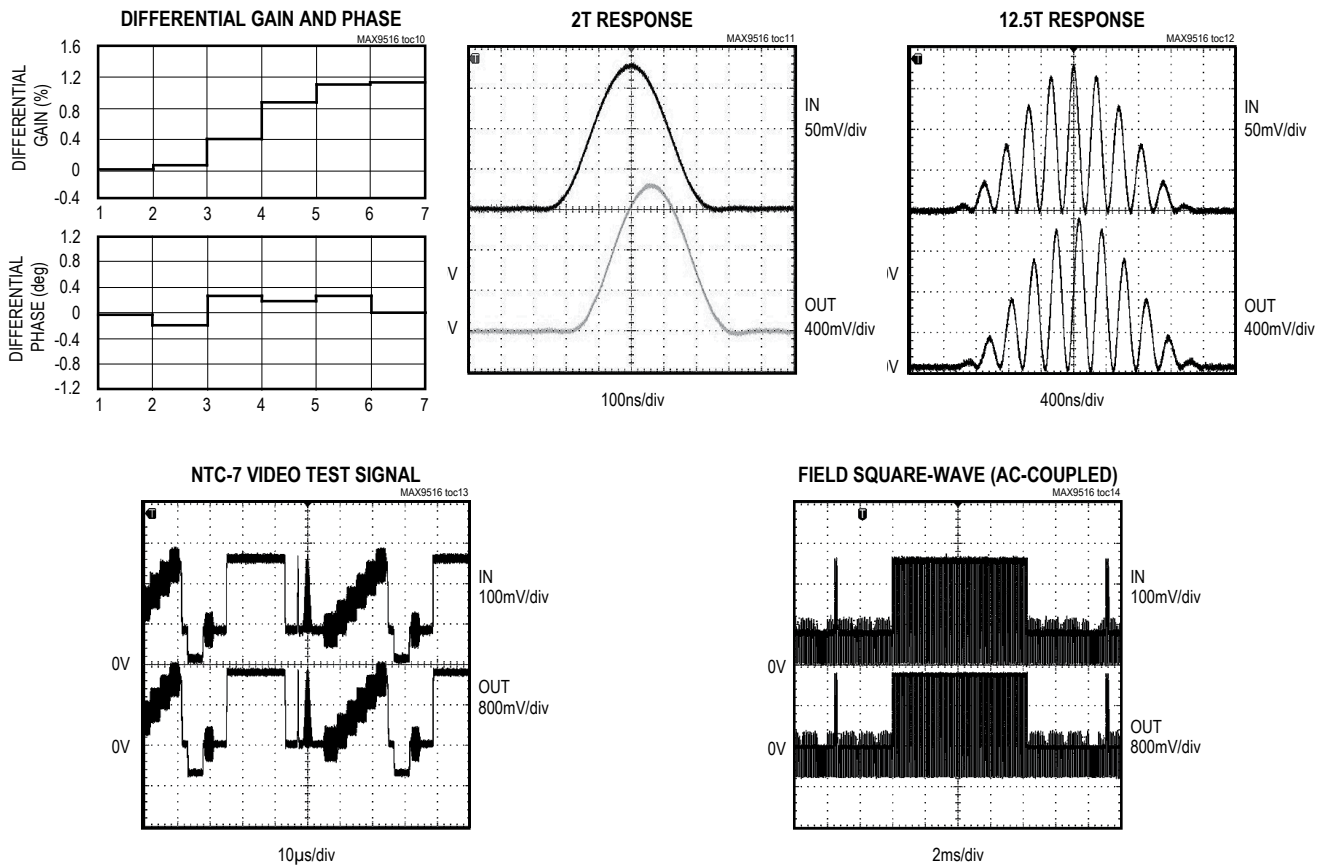 DIFFERENTIAL GAIN AND PHASE
MAX9516 toc10
DIFFERENTIAL
GAIN (%)
1.6
1.2
0.8
0.4
0
-0.4
1 2 3 4 5 6 7
DIFFERENTIAL
PHASE (deg)
1.2
0.8
0.4
0
-0.4
-0.8
-1.2
1 2 3 4 5 6 7
2T RESPONSE
MAX9516 toc11
T
IN
50mV/div
V
OUT
400mV/div
V
100ns/div
12.5T RESPONSE
MAX9516 toc12
T
IN
50mV/div
0V
OUT
400mV/div
0V
400ns/div
NTC-7 VIDEO TEST SIGNAL
MAX9516 toc13
T
IN
100mV/div
0V
OUT
800mV/div
0V
10µs/div
FIELD SQUARE-WAVE (AC-COUPLED)
MAX9516 toc14
T
IN
100mV/div
0V
OUT
800mV/div
0V
2ms/div